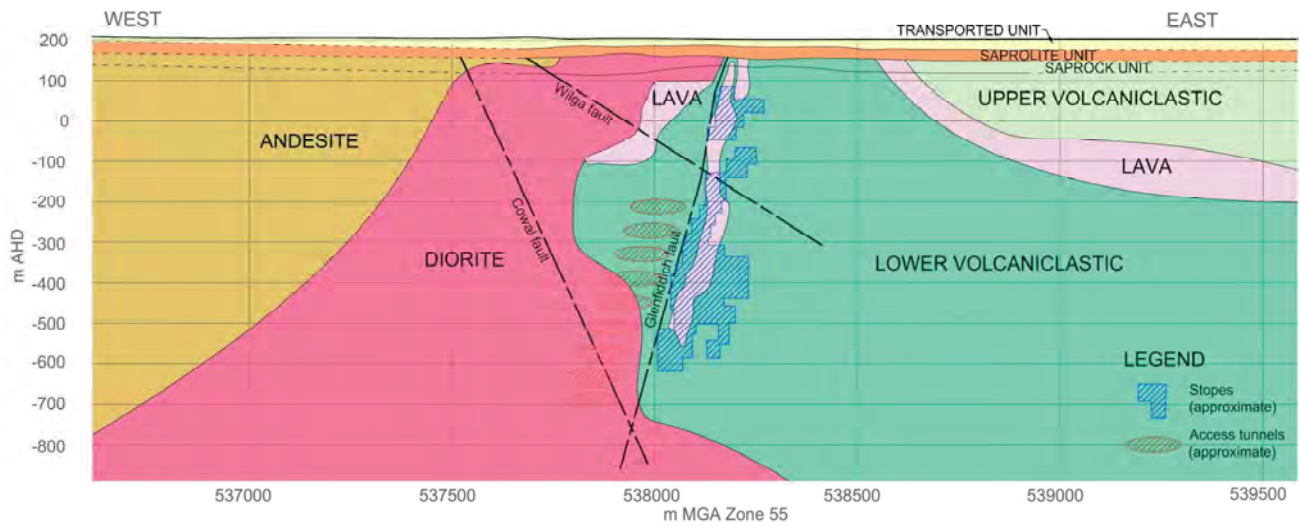 WEST
EAST
TRANSPORTED UNIT
200
SAPROLITE UNIT
SAPROCK UNIT
100
Wilga fault
LAVA
UPPER VOLCANICLASTIC
0
ANDESITE
-100
LAVA
-200
Cowal fault
m AHD
-300
DIORITE
Glenfiddich fault
LOWER VOLCANICLASTIC
-400
-500
LEGEND
-600
Stopes
(approximate)
-700
Access tunnels
(approximate)
-800
537000
537500
538000
538500
539000
539500
m MGA Zone 55